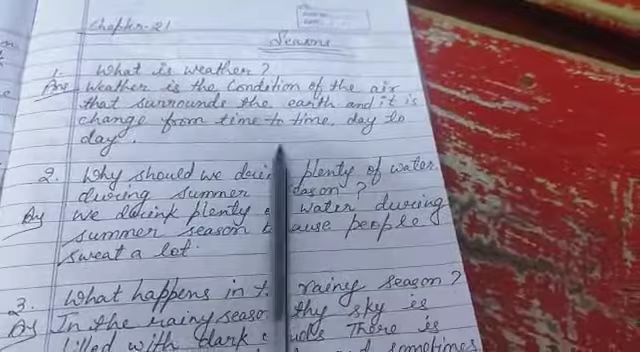 Chapter-21
Seasons
1. What is weather?
Ans Weather is the Condition of the air
that surrounds the earth and it is
change from time to time, day to
day.
2. Why should we drink plenty of water
during summer season?
Ans we drink plenty water during
summer season because people
sweat a lot.
3. What happens in rainy season?
Ans In the rainy season thy sky is
filled with dark There is
sometimes